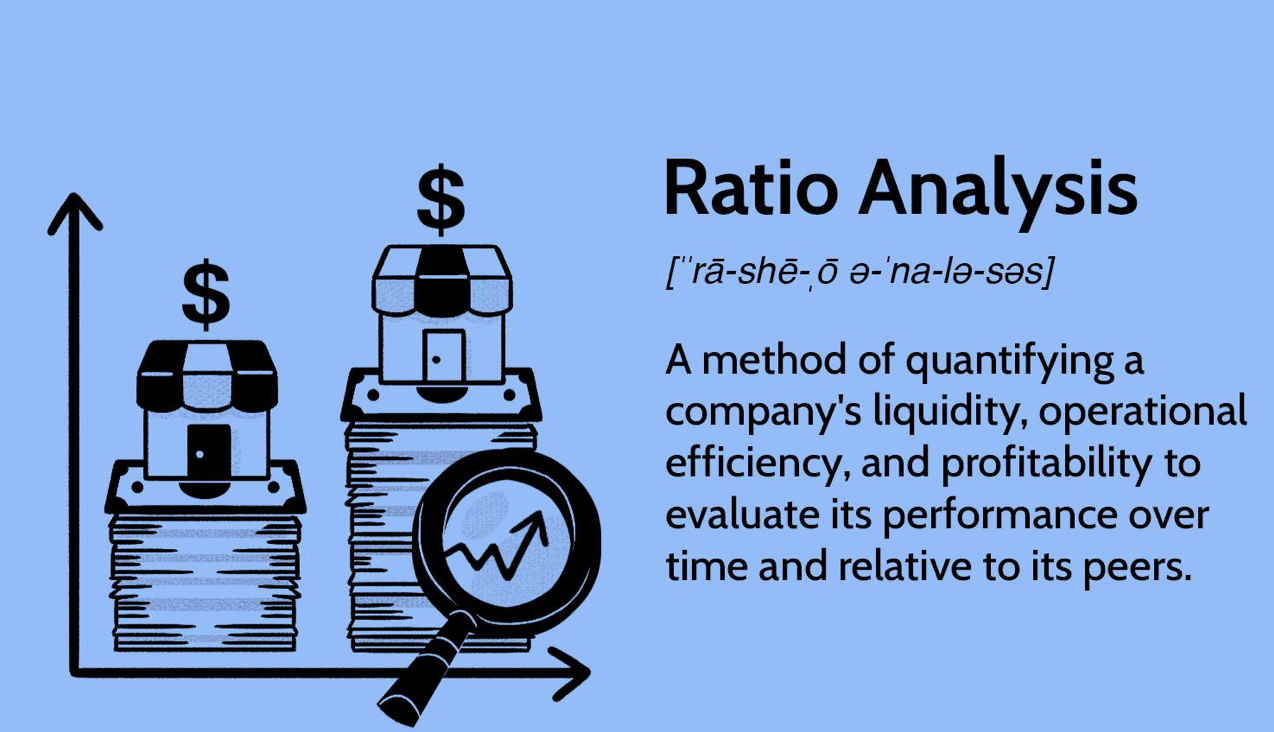 $
$
Ratio Analysis
[ˈˈrā-shē-ˌō ə-ˈna-lə-səs]
A method of quantifying a
company's liquidity, operational
efficiency, and profitability to
evaluate its performance over
time and relative to its peers.